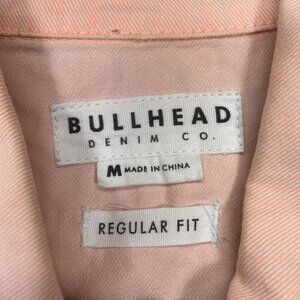 BULLHEAD
DENIM CO.
M MADE IN CHINA
REGULAR FIT